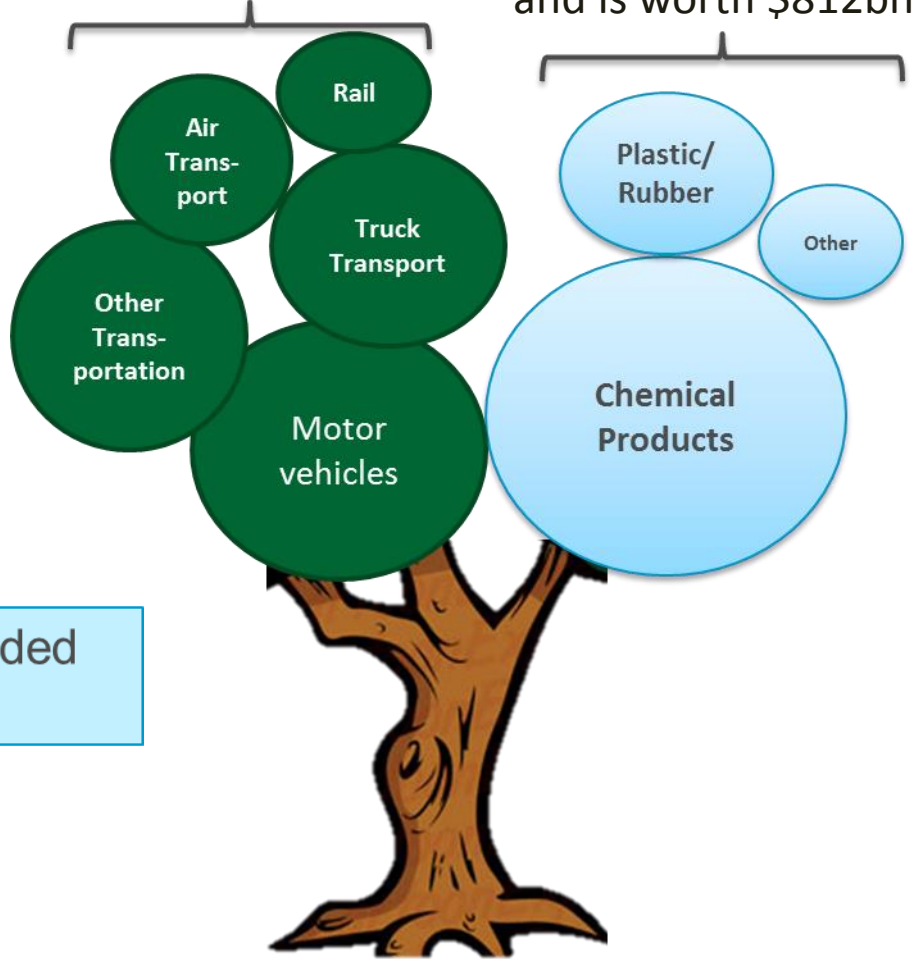 and is worth $812bn
Rail
Air
Trans-
port
Plastic/
Rubber
Truck
Transport
Other
Other
Trans-
portation
Chemical
Products
Motor
vehicles